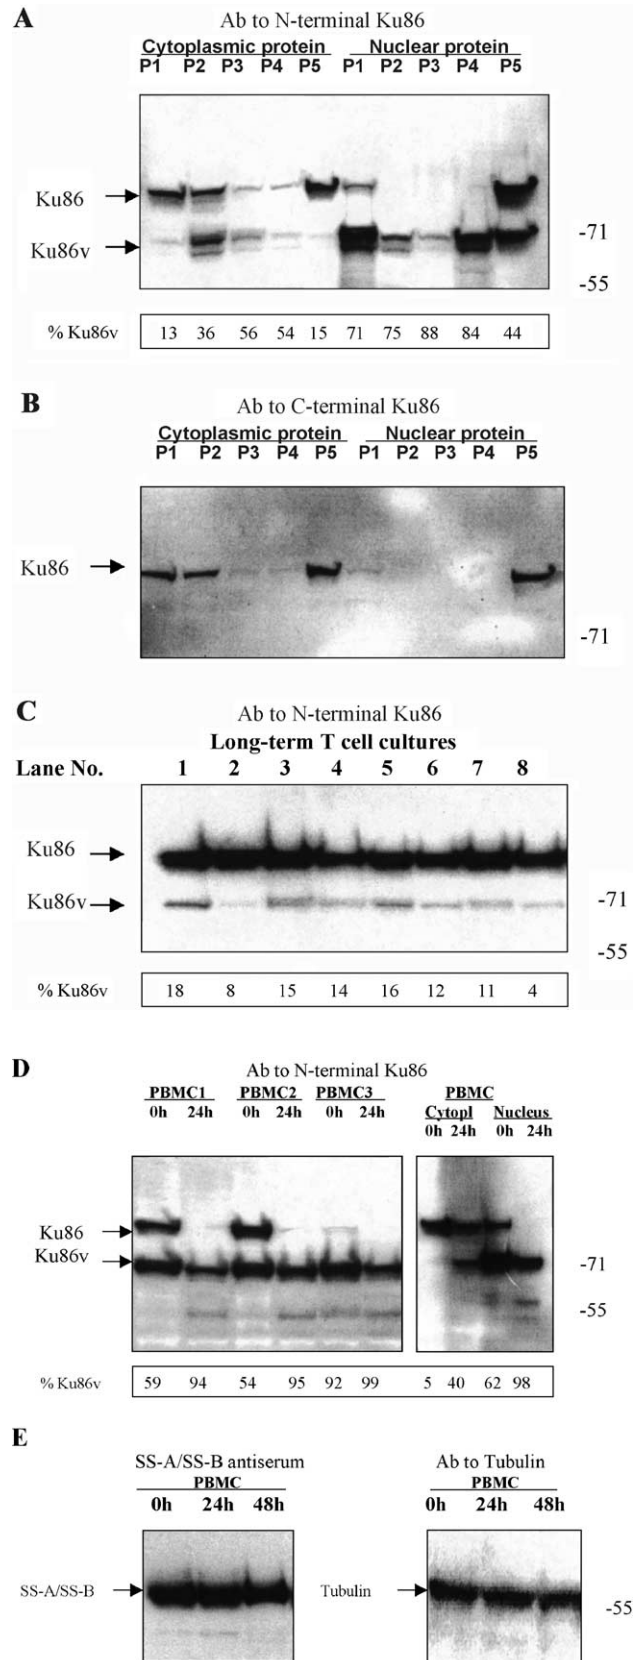 A
Ab to N-terminal Ku86
Cytoplasmic protein Nuclear protein
P1 P2 P3 P4 P5 P1 P2 P3 P4 P5
Ku86
Ku86v
-71
-55
% Ku86v 13 36 56 54 15 71 75 88 84 44
B
Ab to C-terminal Ku86
Cytoplasmic protein Nuclear protein
P1 P2 P3 P4 P5 P1 P2 P3 P4 P5
Ku86
-71
C
Ab to N-terminal Ku86
Long-term T cell cultures
Lane No. 1 2 3 4 5 6 7 8
Ku86
Ku86v
-71
-55
% Ku86v 18 8 15 14 16 12 11 4
D
Ab to N-terminal Ku86
PBMC1 PBMC2 PBMC3 PBMC
Cytopl Nucleus
0h 24h 0h 24h 0h 24h 0h 24h 0h 24h
Ku86
Ku86v
-71
-55
% Ku86v 59 94 54 95 92 99 5 40 62 98
E
SS-A/SS-B antiserum Ab to Tubulin
PBMC PBMC
0h 24h 48h 0h 24h 48h
SS-A/SS-B Tubulin
-55